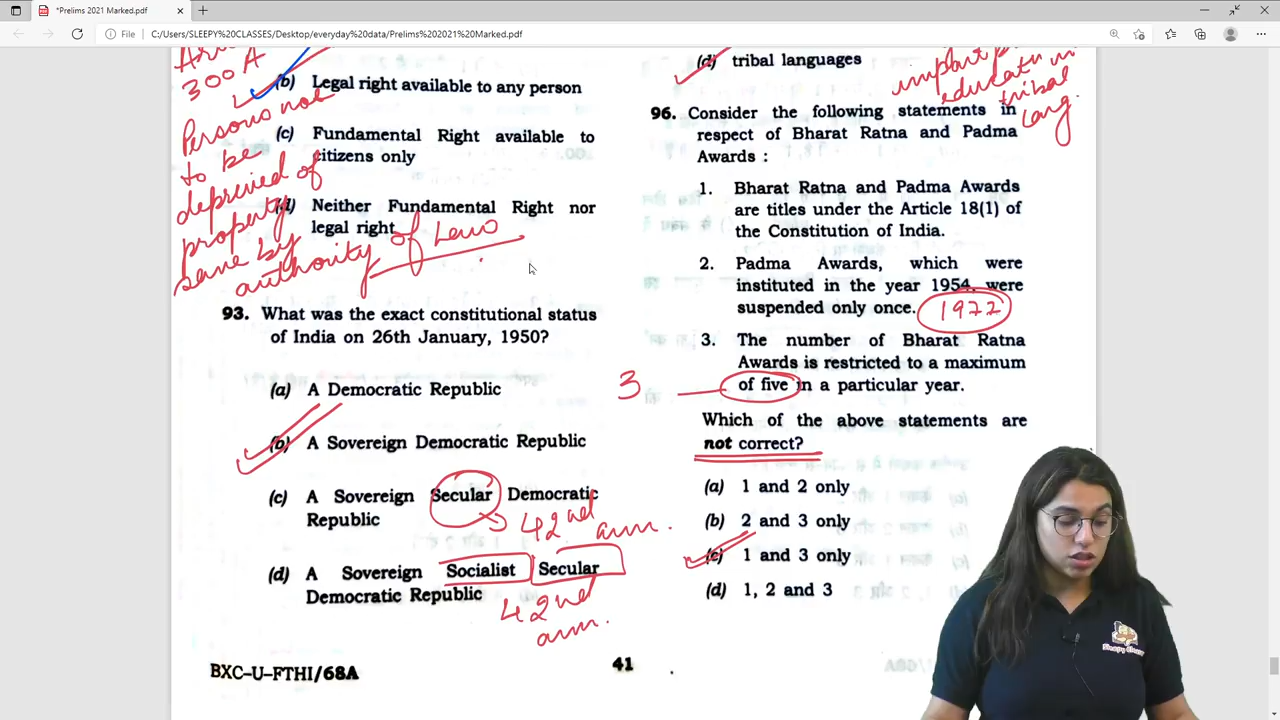 *Prelims 2021 Marked.pdf
File
C:/Users/SLEEPY%20CLASSES/Desktop/everyday%20data/Prelims%202021%20Marked.pdf
300 A
(b) Legal right available to any person
Persons not
to be
deprived of
property
same by
authority of Law
(c) Fundamental Right available to
citizens only
(d) Neither Fundamental Right nor
legal right
93. What was the exact constitutional status
of India on 26th January, 1950?
(a) A Democratic Republic
(b) A Sovereign Democratic Republic
(c) A Sovereign Secular Democratic
Republic
42nd
am.
(d) A Sovereign Socialist Secular
Democratic Republic
42nd
am.
BXC-U-FTHI/68A
41
(d) tribal languages
impart
education
tribal
lang.
96. Consider the following statements in
respect of Bharat Ratna and Padma
Awards :
1. Bharat Ratna and Padma Awards
are titles under the Article 18(1) of
the Constitution of India.
2. Padma Awards, which were
instituted in the year 1954, were
suspended only once.
1977
3. The number of Bharat Ratna
Awards is restricted to a maximum
of five in a particular year.
3
Which of the above statements are
not correct?
(a) 1 and 2 only
(b) 2 and 3 only
(c) 1 and 3 only
(d) 1, 2 and 3
Sleepy Classes